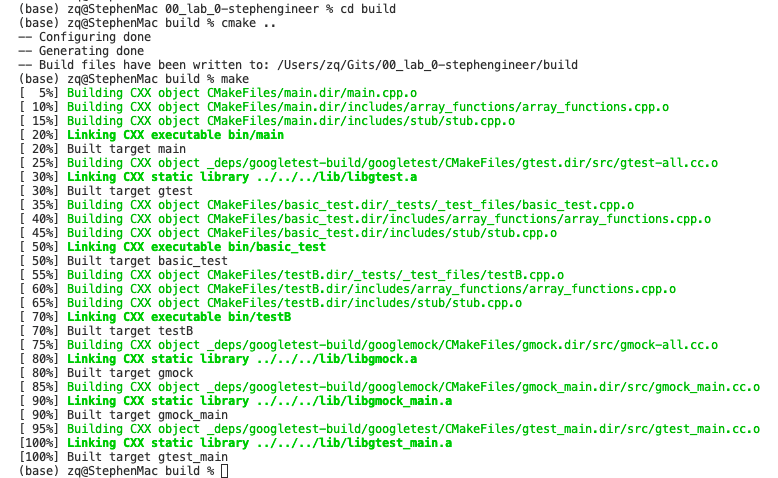 (base) zq@StephenMac 00_lab_0-stephengineer % cd build
(base) zq@StephenMac build % cmake ..
-- Configuring done
-- Generating done
-- Build files have been written to: /Users/zq/Gits/00_lab_0-stephengineer/build
(base) zq@StephenMac build % make
[  5%] Building CXX object CMakeFiles/main.dir/main.cpp.o
[ 10%] Building CXX object CMakeFiles/main.dir/includes/array_functions/array_functions.cpp.o
[ 15%] Building CXX object CMakeFiles/main.dir/includes/stub/stub.cpp.o
[ 20%] Linking CXX executable bin/main
[ 20%] Built target main
[ 25%] Building CXX object _deps/googletest-build/googletest/CMakeFiles/gtest.dir/src/gtest-all.cc.o
[ 30%] Linking CXX static library ../../../lib/libgtest.a
[ 30%] Built target gtest
[ 35%] Building CXX object CMakeFiles/basic_test.dir/_tests/_test_files/basic_test.cpp.o
[ 40%] Building CXX object CMakeFiles/basic_test.dir/includes/array_functions/array_functions.cpp.o
[ 45%] Building CXX object CMakeFiles/basic_test.dir/includes/stub/stub.cpp.o
[ 50%] Linking CXX executable bin/basic_test
[ 50%] Built target basic_test
[ 55%] Building CXX object CMakeFiles/testB.dir/_tests/_test_files/testB.cpp.o
[ 60%] Building CXX object CMakeFiles/testB.dir/includes/array_functions/array_functions.cpp.o
[ 65%] Building CXX object CMakeFiles/testB.dir/includes/stub/stub.cpp.o
[ 70%] Linking CXX executable bin/testB
[ 70%] Built target testB
[ 75%] Building CXX object _deps/googletest-build/googlemock/CMakeFiles/gmock.dir/src/gmock-all.cc.o
[ 80%] Linking CXX static library ../../../lib/libgmock.a
[ 80%] Built target gmock
[ 85%] Building CXX object _deps/googletest-build/googlemock/CMakeFiles/gmock_main.dir/src/gmock_main.cc.o
[ 90%] Linking CXX static library ../../../lib/libgmock_main.a
[ 90%] Built target gmock_main
[ 95%] Building CXX object _deps/googletest-build/googletest/CMakeFiles/gtest_main.dir/src/gtest_main.cc.o
[100%] Linking CXX static library ../../../lib/libgtest_main.a
[100%] Built target gtest_main
(base) zq@StephenMac build %